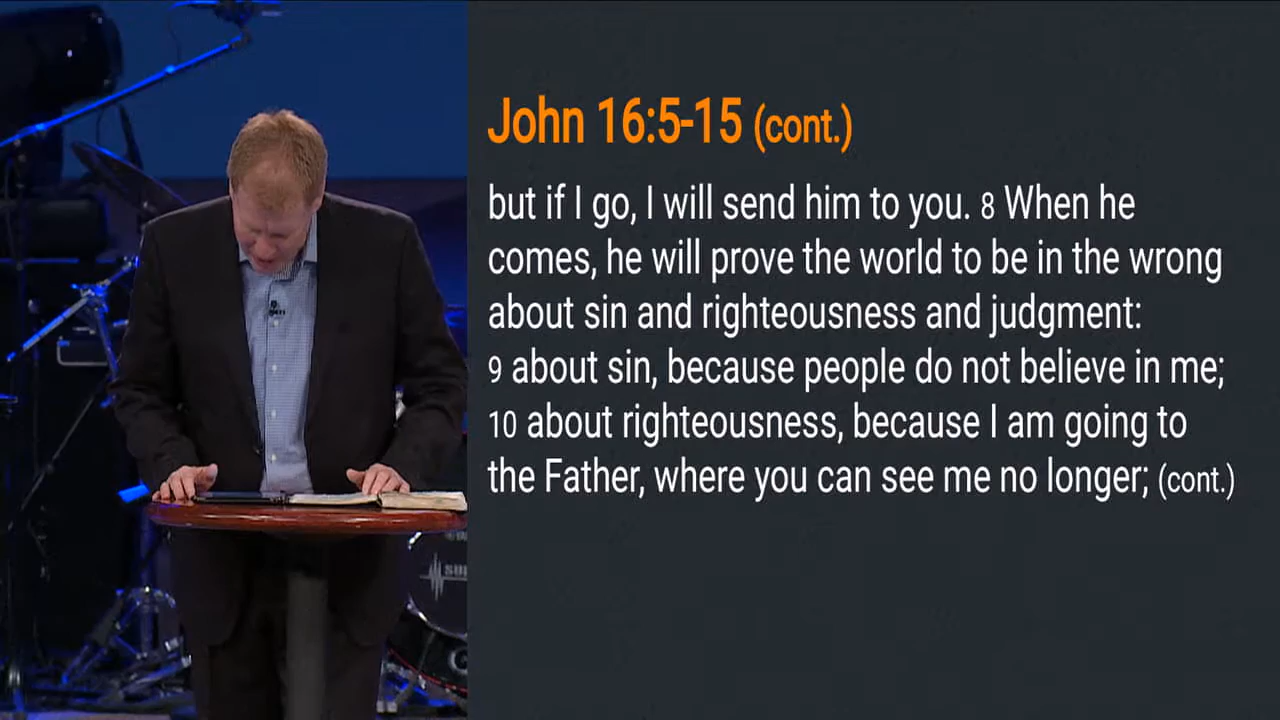 John 16:5-15 (cont.)
but if I go, I will send him to you. 8 When he
comes, he will prove the world to be in the wrong
about sin and righteousness and judgment:
9 about sin, because people do not believe in me;
10 about righteousness, because I am going to
the Father, where you can see me no longer; (cont.)